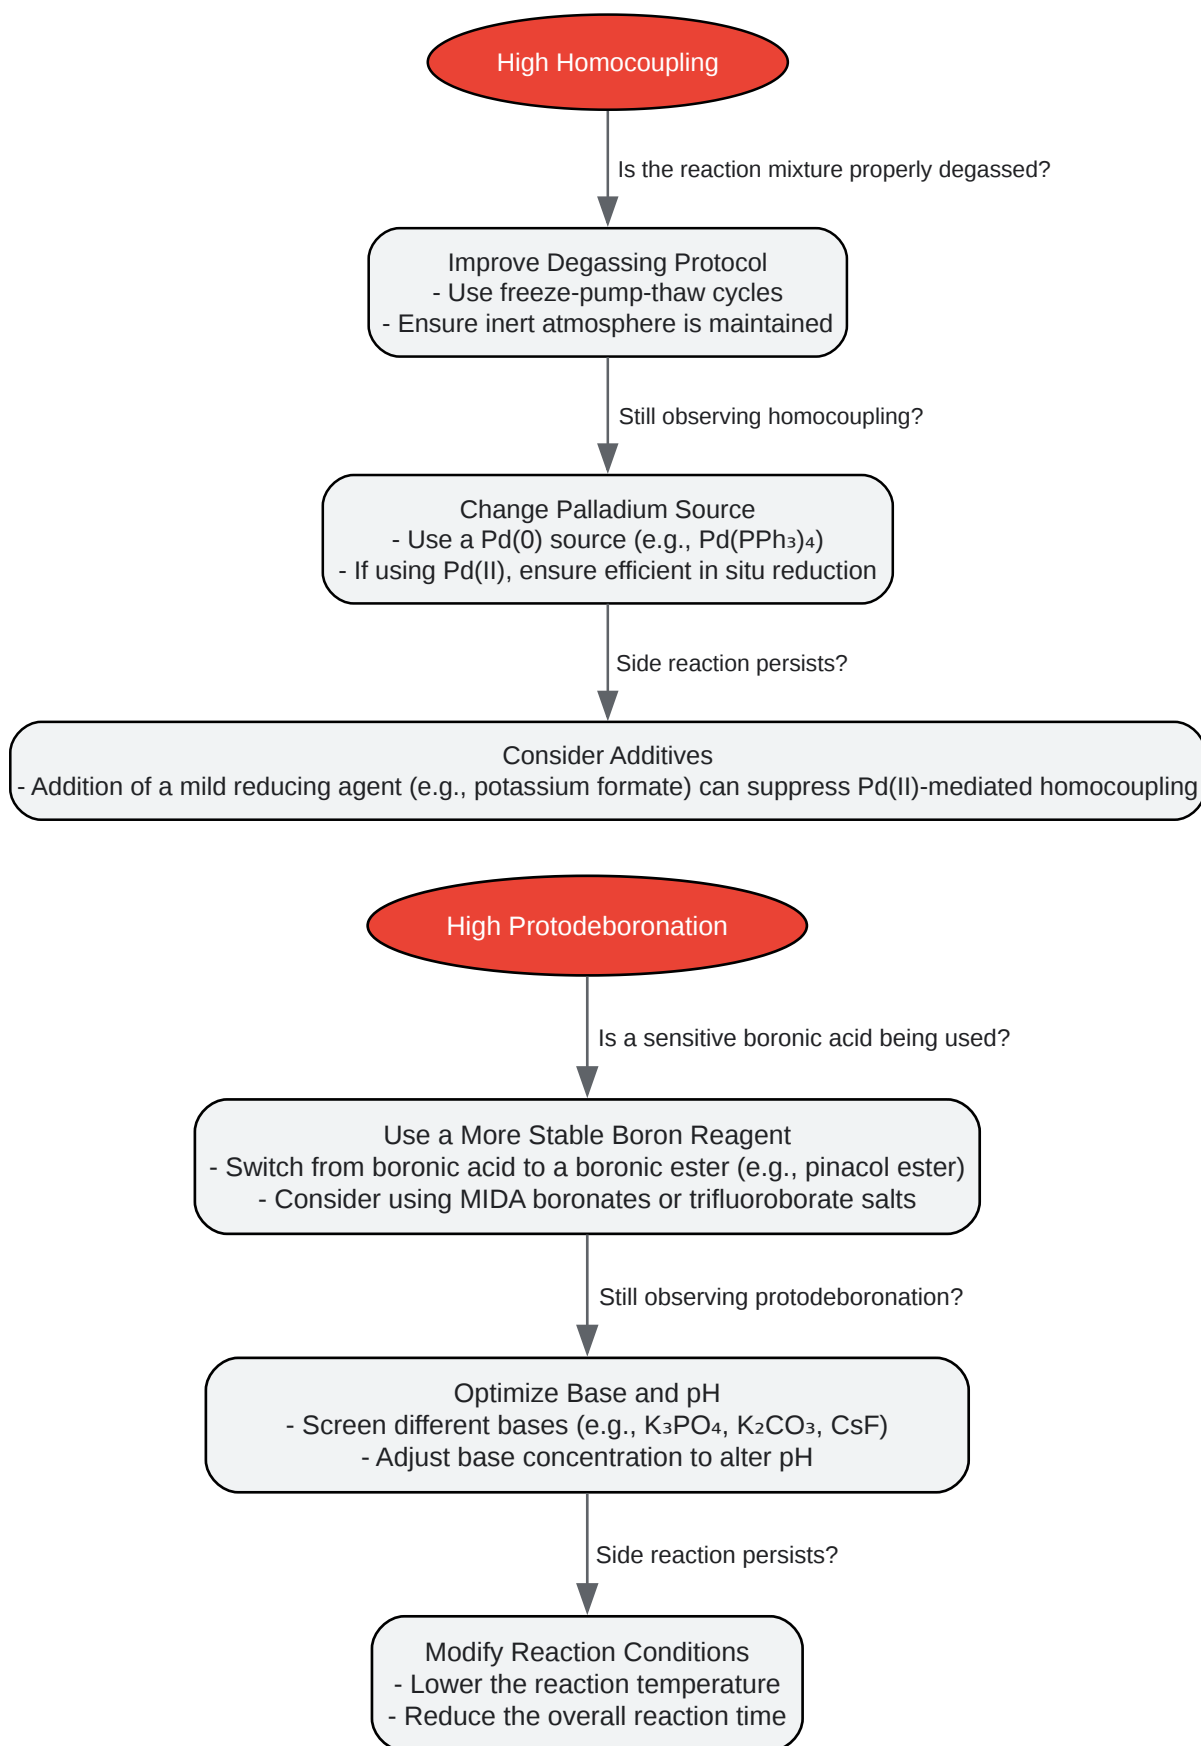 High Homocoupling
Is the reaction mixture properly degassed?
Improve Degassing Protocol
- Use freeze-pump-thaw cycles
- Ensure inert atmosphere is maintained
Still observing homocoupling?
Change Palladium Source
- Use a Pd(0) source (e.g., Pd(PPh₃)₄)
- If using Pd(II), ensure efficient in situ reduction
Side reaction persists?
Consider Additives
- Addition of a mild reducing agent (e.g., potassium formate) can suppress Pd(II)-mediated homocoupling
High Protodeboronation
Is a sensitive boronic acid being used?
Use a More Stable Boron Reagent
- Switch from boronic acid to a boronic ester (e.g., pinacol ester)
- Consider using MIDA boronates or trifluoroborate salts
Still observing protodeboronation?
Optimize Base and pH
- Screen different bases (e.g., K₃PO₄, K₂CO₃, CsF)
- Adjust base concentration to alter pH
Side reaction persists?
Modify Reaction Conditions
- Lower the reaction temperature
- Reduce the overall reaction time